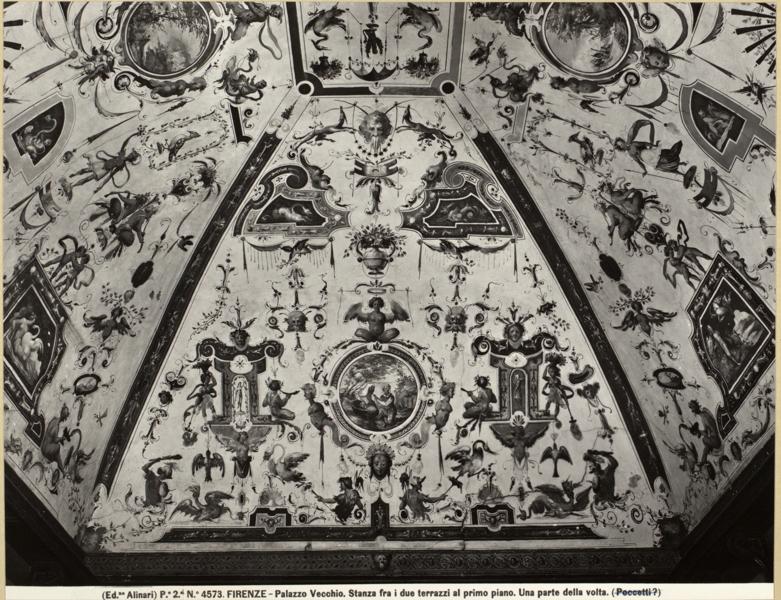 (Ed.ⁿᵉ Alinari) P.ᵉ 2.ª N.º 4573. FIRENZE - Palazzo Vecchio. Stanza fra i due terrazzi al primo piano. Una parte della volta. (Poccetti?)